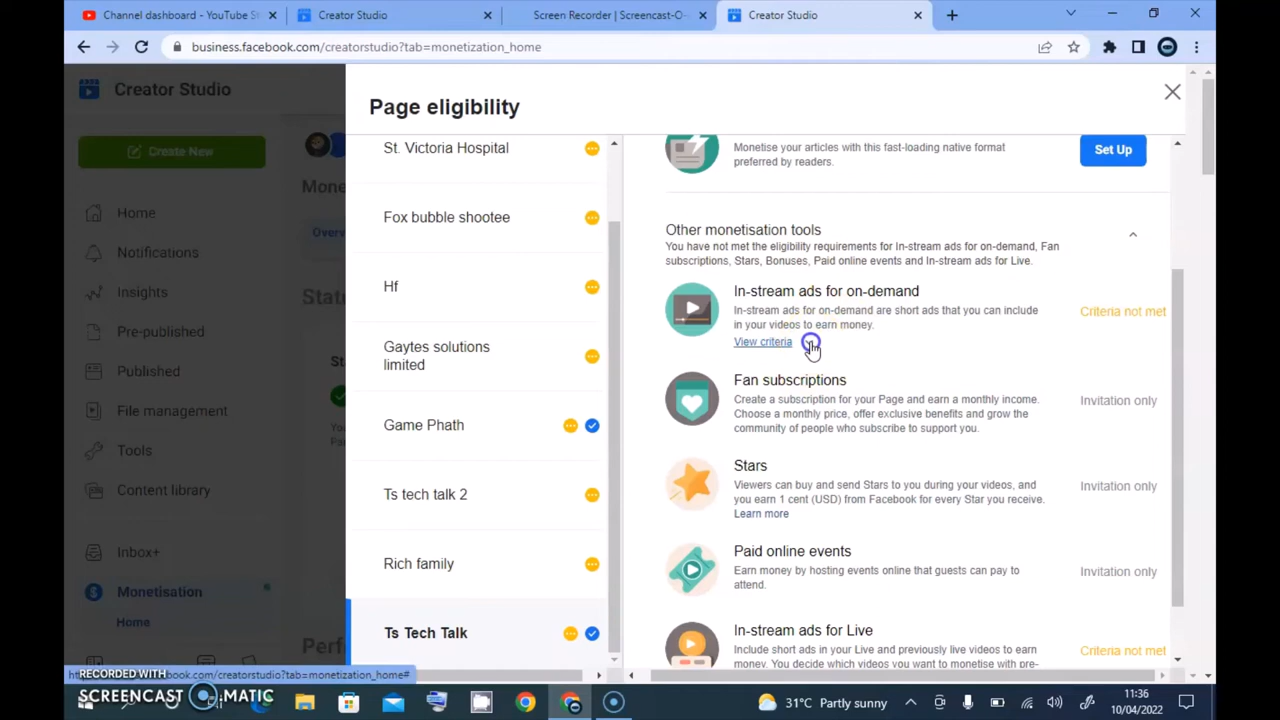 Channel dashboard - YouTube St
Creator Studio
Screen Recorder | Screencast-O-
Creator Studio
business.facebook.com/creatorstudio?tab=monetization_home
Creator Studio
Create New
Home
Notifications
Insights
Pre-published
Published
File management
Tools
Content library
Inbox+
Monetisation
Home
Mone
Overv
Page eligibility
St. Victoria Hospital
Fox bubble shootee
Hf
Gaytes solutions
limited
Game Phath
Ts tech talk 2
Rich family
Ts Tech Talk
Monetise your articles with this fast-loading native format
preferred by readers.
Set Up
Other monetisation tools
You have not met the eligibility requirements for In-stream ads for on-demand, Fan
subscriptions, Stars, Bonuses, Paid online events and In-stream ads for Live.
In-stream ads for on-demand
In-stream ads for on-demand are short ads that you can include
in your videos to earn money.
View criteria
Criteria not met
Fan subscriptions
Create a subscription for your Page and earn a monthly income.
Choose a monthly price, offer exclusive benefits and grow the
community of people who subscribe to support you.
Invitation only
Stars
Viewers can buy and send Stars to you during your videos, and
you earn 1 cent (USD) from Facebook for every Star you receive.
Learn more
Invitation only
Paid online events
Earn money by hosting events online that guests can pay to
attend.
Invitation only
In-stream ads for Live
Include short ads in your Live and previously live videos to earn
money. You decide which videos you want to monetise with pre-
Criteria not met
RECORDED WITH
book.com/creatorstudio?tab=monetization_home#
SCREENCAST MATIC
31°C Partly sunny
11:36
10/04/2022